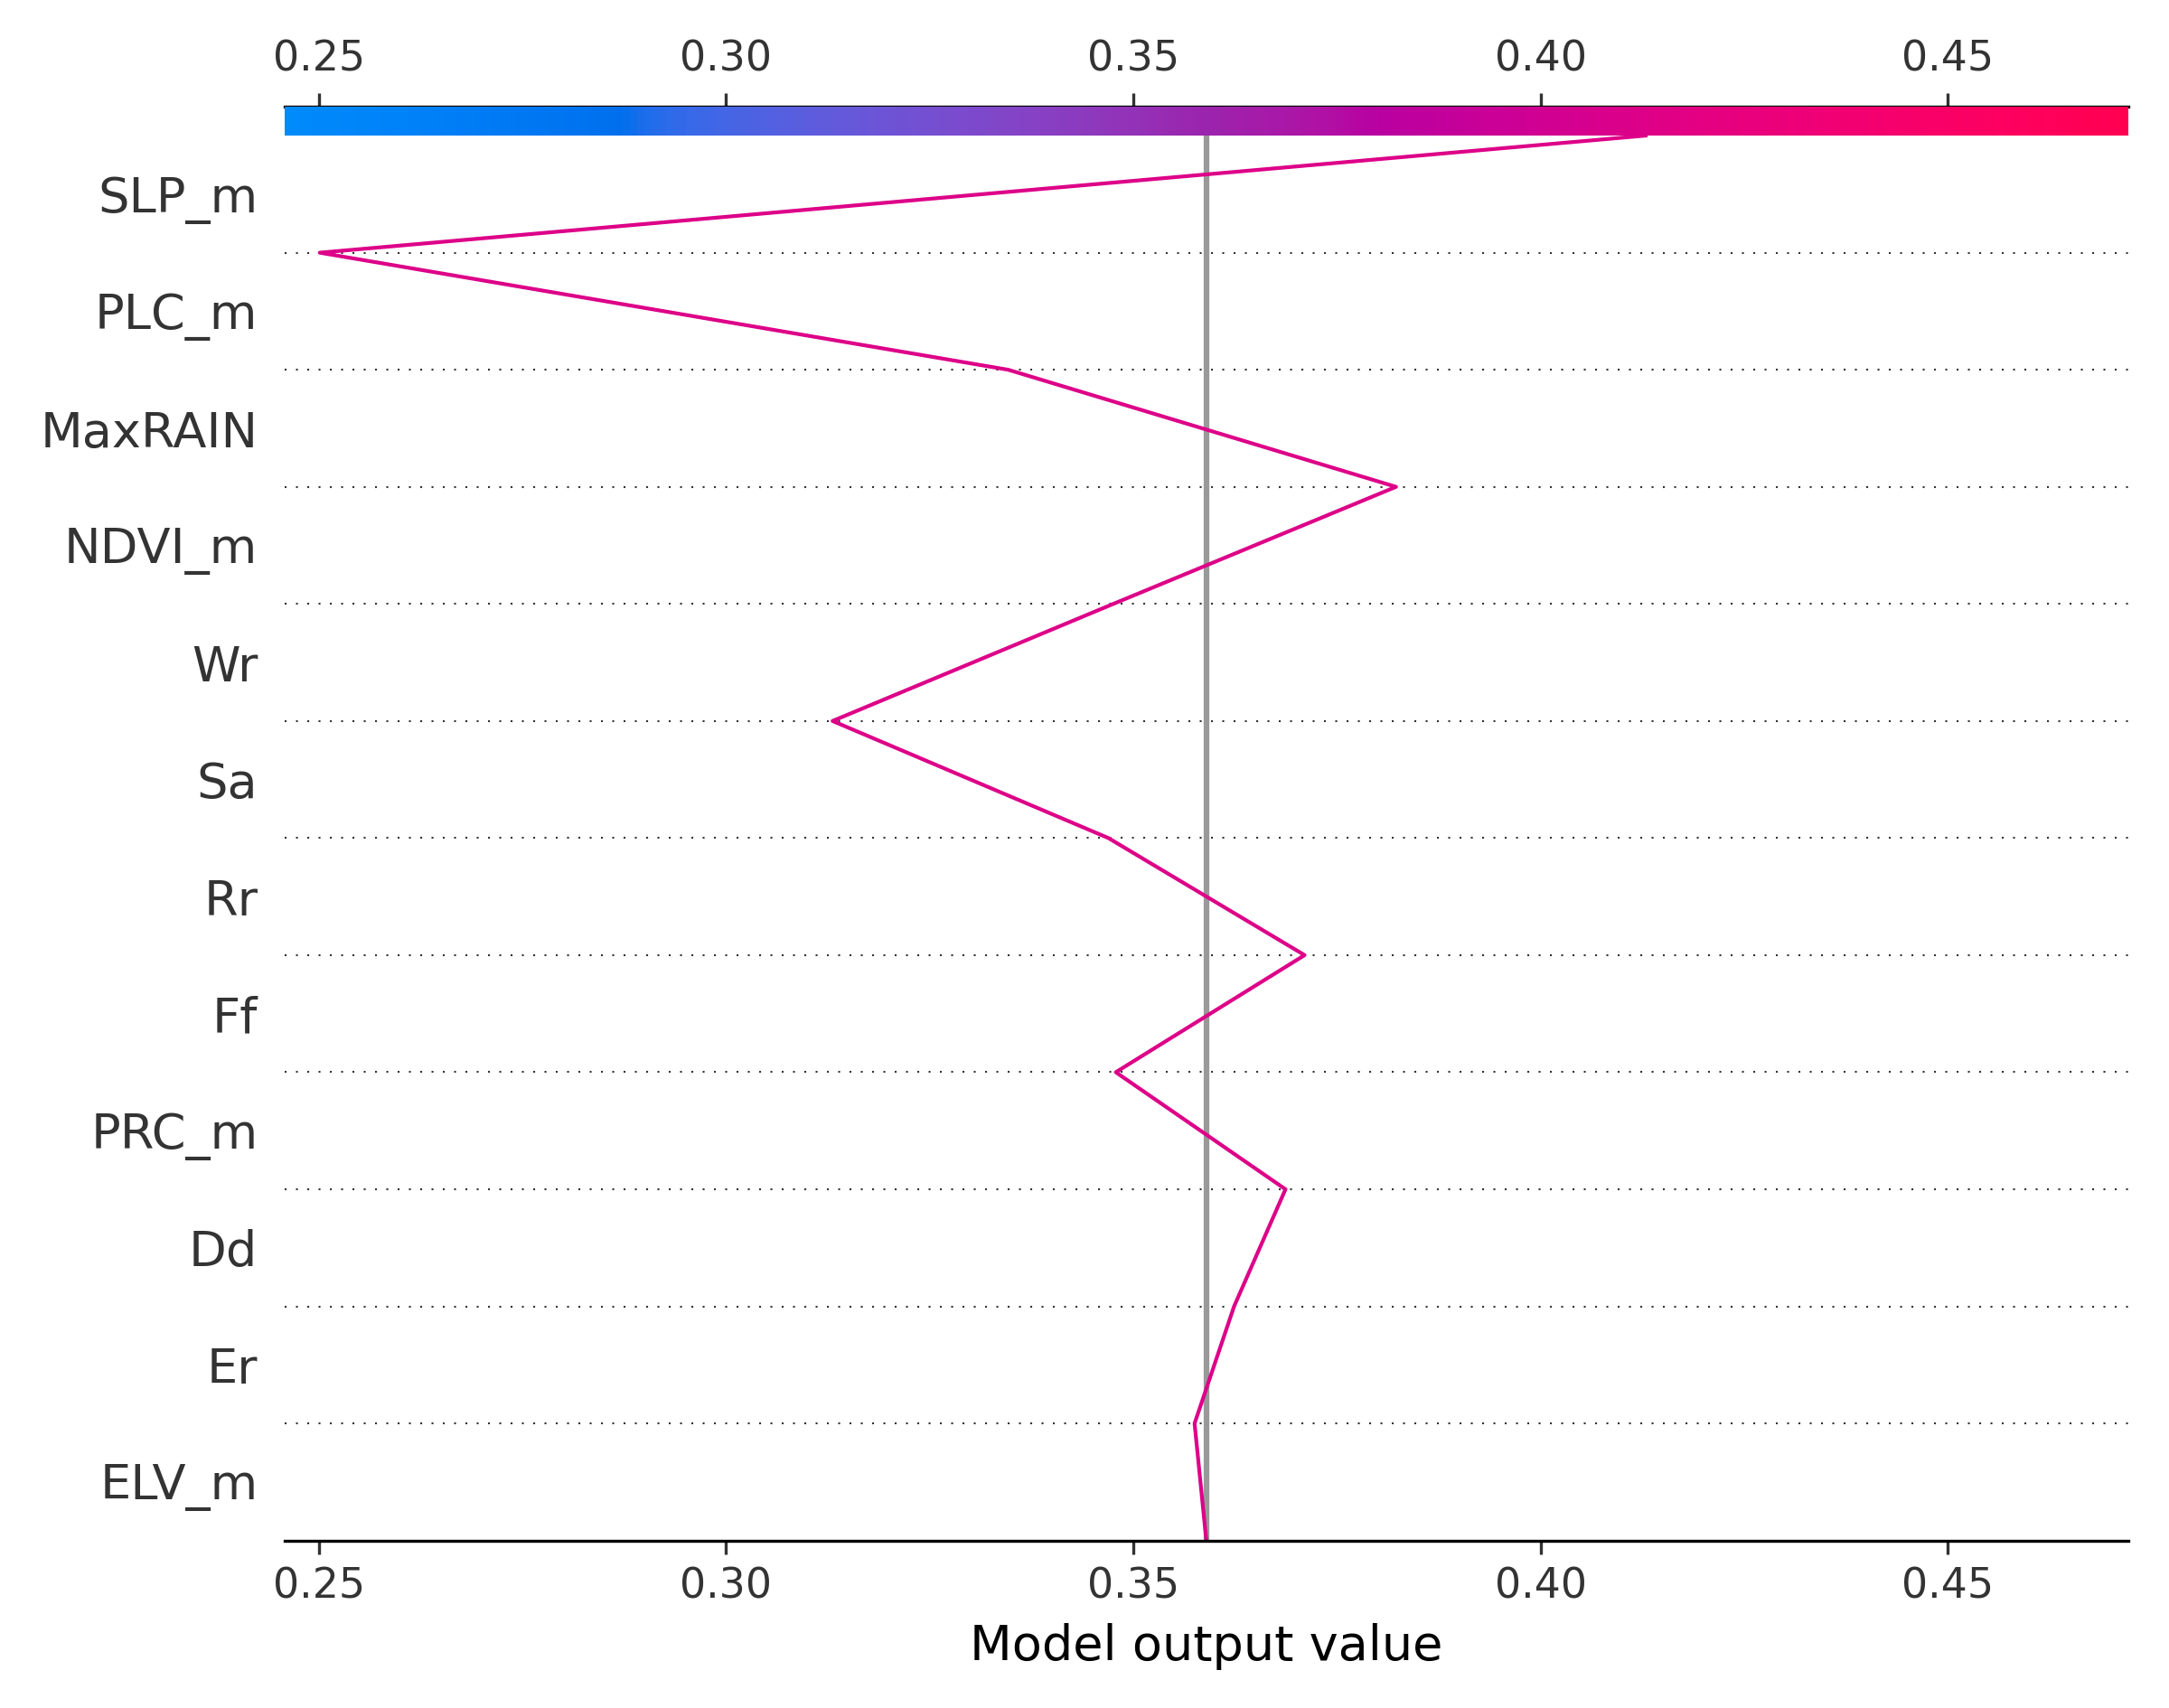 0.25 0.30 0.35 0.40 0.45
SLP_m
PLC_m
MaxRAIN
NDVI_m
Wr
Sa
Rr
Ff
PRC_m
Dd
Er
ELV_m
0.25 0.30 0.35 0.40 0.45
Model output value